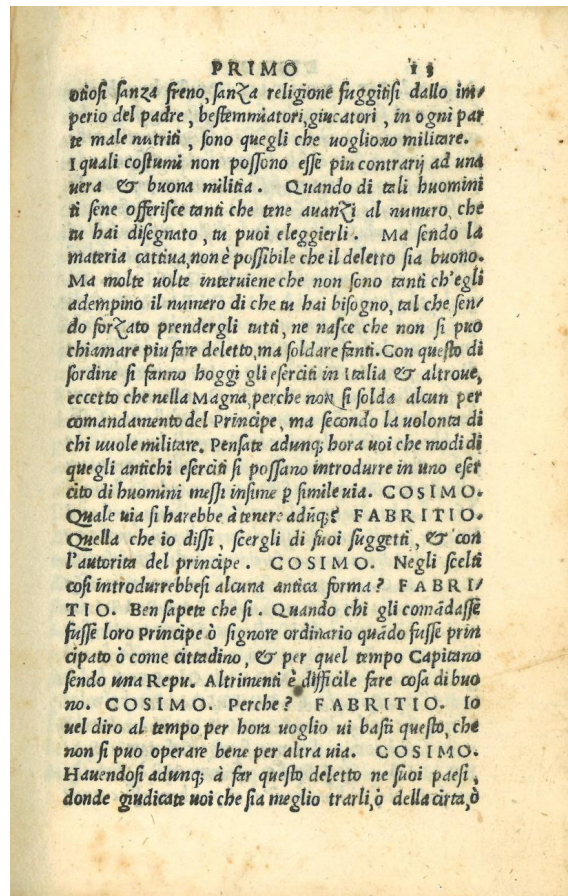 PRIMO 13
otiosi sanza freno, sanza religione fuggitisi dallo im-
perio del padre, bestemmiatori, giucatori, in ogni par
te male nutriti, sono quegli che uogliono militare.
I quali costumi non possono esse piu contrarij ad una
uera & buona militia. Quando di tali huomini
ti sene offerisce tanti che tene auanzi al numero, che
tu hai disegnato, tu puoi eleggierli. Ma sendo la
materia cattiua, non è possibile che il deletto sia buono.
Ma molte uolte interuiene che non sono tanti ch'egli
adempino il numero di che tu hai bisogno, tal che sen-
do forzato prendergli tutti, ne nasce che non si puo
chiamare piu fare deletto, ma soldare fanti. Con questo di
sordine si fanno hoggi gli eserciti in Italia & altroue,
eccetto che nella Magna, perche non si solda alcun per
comandamento del Principe, ma secondo la uolonta di
chi uuole militare. Pensate adunq; hora uoi che modi di
quegli antichi eserciti si possano introdurre in uno eser
cito di huomini messi insime ꝑ simile uia. COSIMO.
Quale uia si harebbe à tenere adũq;? FABRITIO.
Quella che io dissi, scergli di suoi suggetti, & con
l'autorita del principe. COSIMO. Negli scelti
cosi introdurrebbesi alcuna antica forma? FABRI-
TIO. Ben sapete che si. Quando chi gli comãdasse
fusse loro Principe ò signore ordinario quãdo fusse prin
cipato ò come cittadino, & per quel tempo Capitano
sendo una Repu. Altrimenti è difficile fare cosa di buo
no. COSIMO. Perche? FABRITIO. Io
uel diro al tempo per hora uoglio ui basti questo, che
non si puo operare bene per altra uia. COSIMO.
Hauendosi adunq; à far questo deletto ne suoi paesi,
donde giudicate uoi che sia meglio trarli, ò della citta, ò